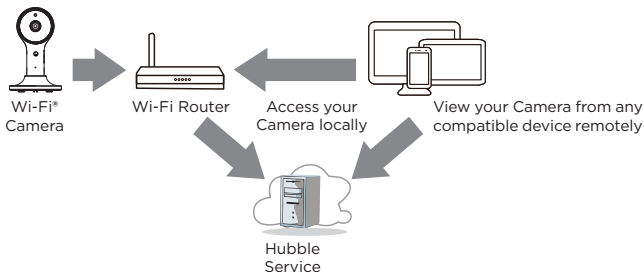 Wi-Fi®
Camera
Wi-Fi Router
Access your
Camera locally
View your Camera from any
compatible device remotely
Hubble
Service